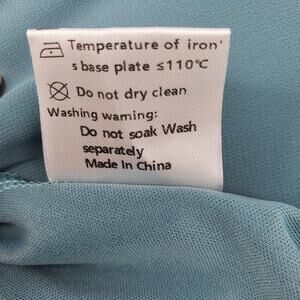 Temperature of iron'
s base plate ≤110℃
Do not dry clean
Washing warning:
Do not soak Wash
separately
Made In China